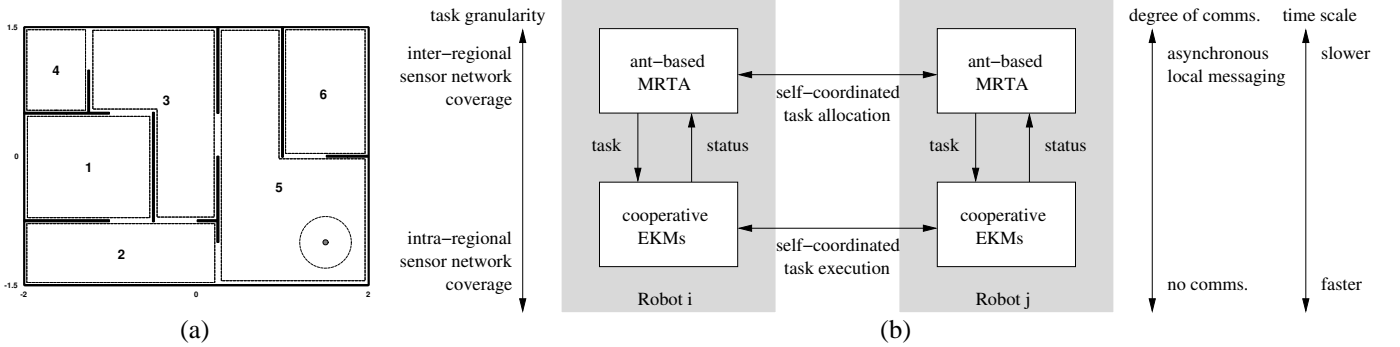 1.5
4
3
6
0
1
5
2
-1.5
-2
0
2
(a)
task granularity
inter-regional
sensor network
coverage
intra-regional
sensor network
coverage
ant-based
MRTA
task
status
cooperative
EKMs
Robot i
self-coordinated
task allocation
self-coordinated
task execution
ant-based
MRTA
task
status
cooperative
EKMs
Robot j
degree of comms.
asynchronous
local messaging
no comms.
time scale
slower
faster
(b)